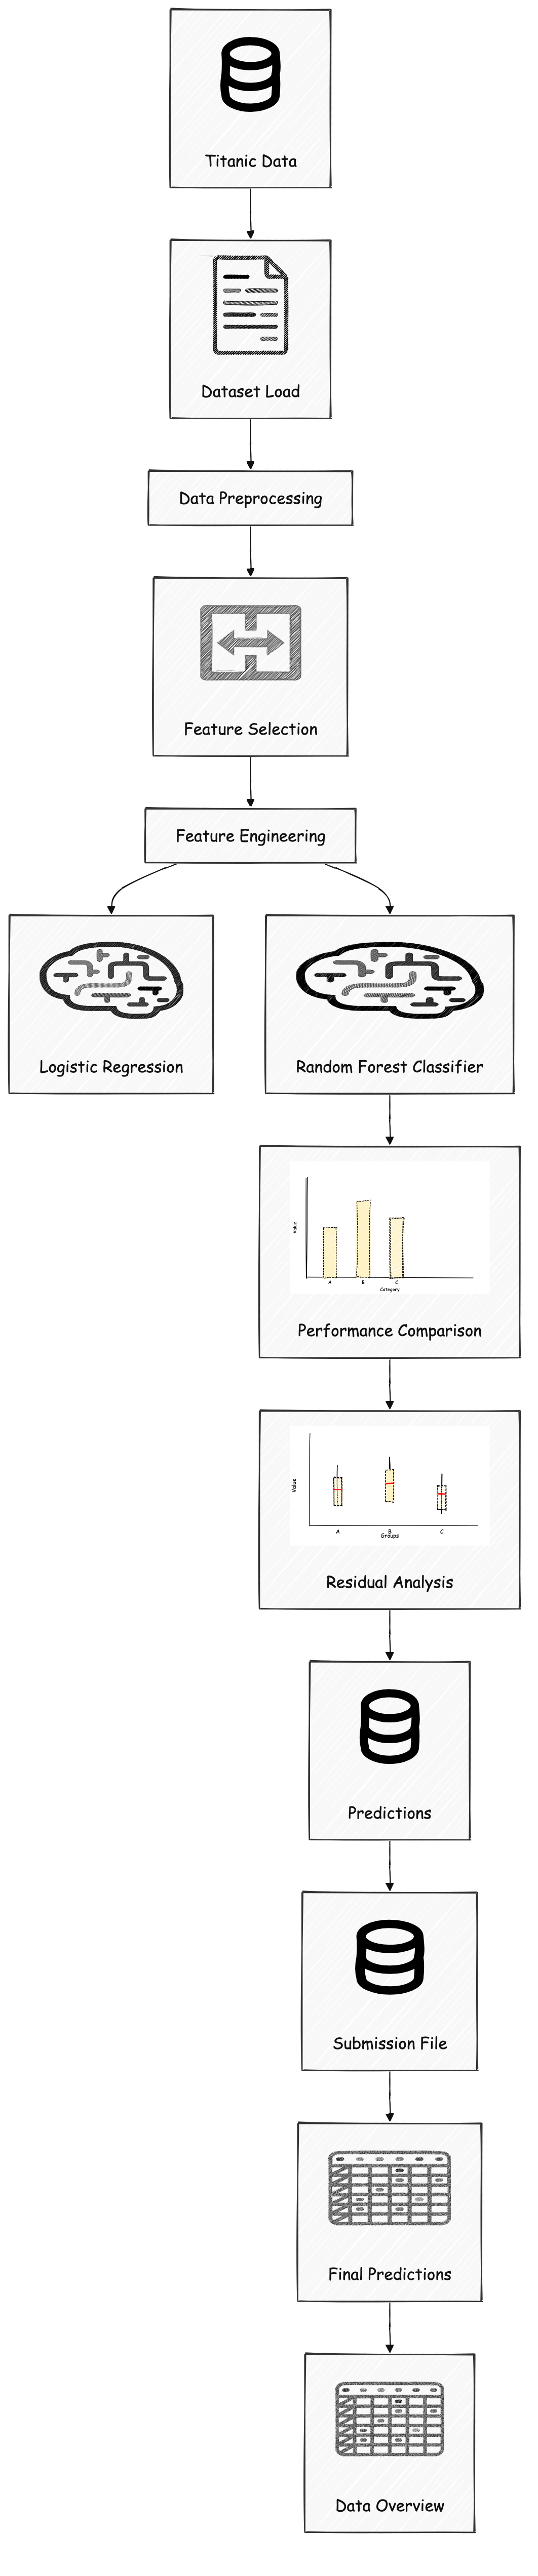 Titanic Data
Dataset Load
Data Preprocessing
Feature Selection
Feature Engineering
Logistic Regression
Random Forest Classifier
Value
A B C
Category
Performance Comparison
Value
A B C
Groups
Residual Analysis
Predictions
Submission File
Final Predictions
Data Overview